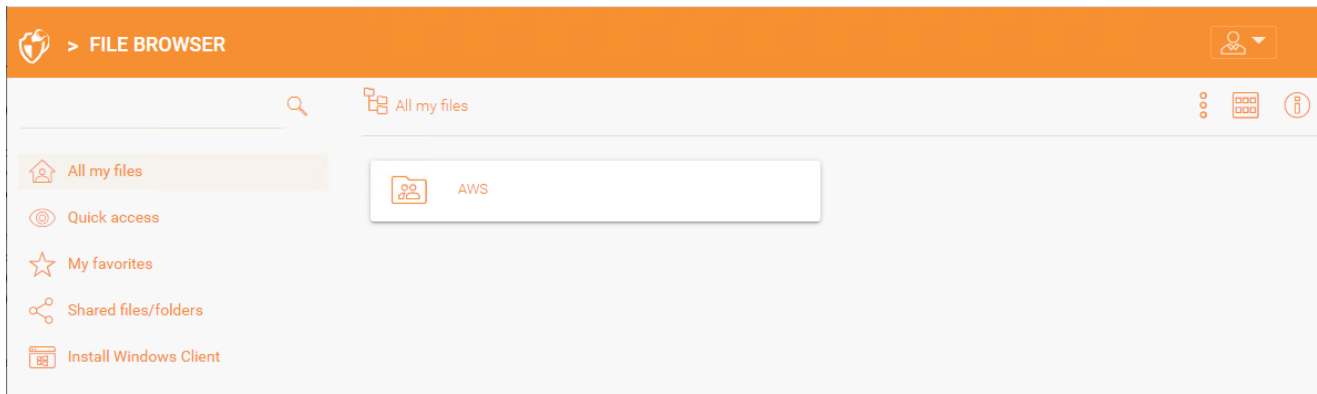 > FILE BROWSER
All my files
All my files
Quick access
My favorites
Shared files/folders
Install Windows Client
AWS